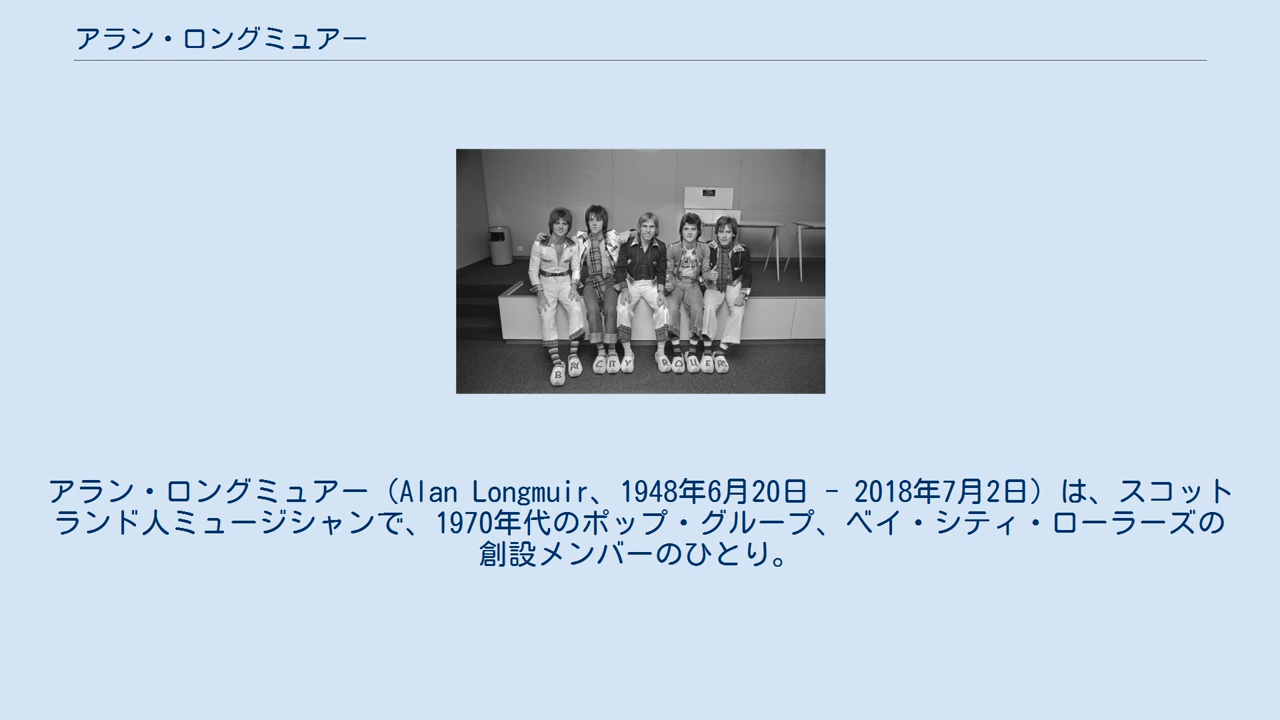 アラン・ロングミュアー
BAY CITY ROLLERS
アラン・ロングミュアー（Alan Longmuir、1948年6月20日 - 2018年7月2日）は、スコット
ランド人ミュージシャンで、1970年代のポップ・グループ、ベイ・シティ・ローラーズの
創設メンバーのひとり。